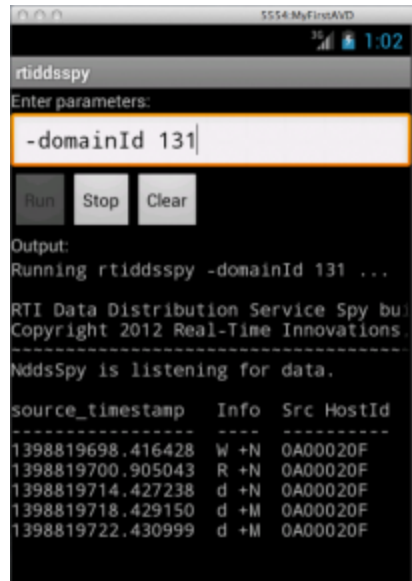 5554:MyFirstAVD
3G 1:02
rtiddsspy
Enter parameters:
-domainId 131
Run Stop Clear
Output:
Running rtiddsspy -domainId 131 ...
RTI Data Distribution Service Spy bui
Copyright 2012 Real-Time Innovations
NddsSpy is listening for data.
source_timestamp Info Src HostId
---------------- ---- ----------
1398819698.416428 W +N 0A00020F
1398819700.905043 R +N 0A00020F
1398819714.427238 d +N 0A00020F
1398819718.429150 d +M 0A00020F
1398819722.430999 d +M 0A00020F